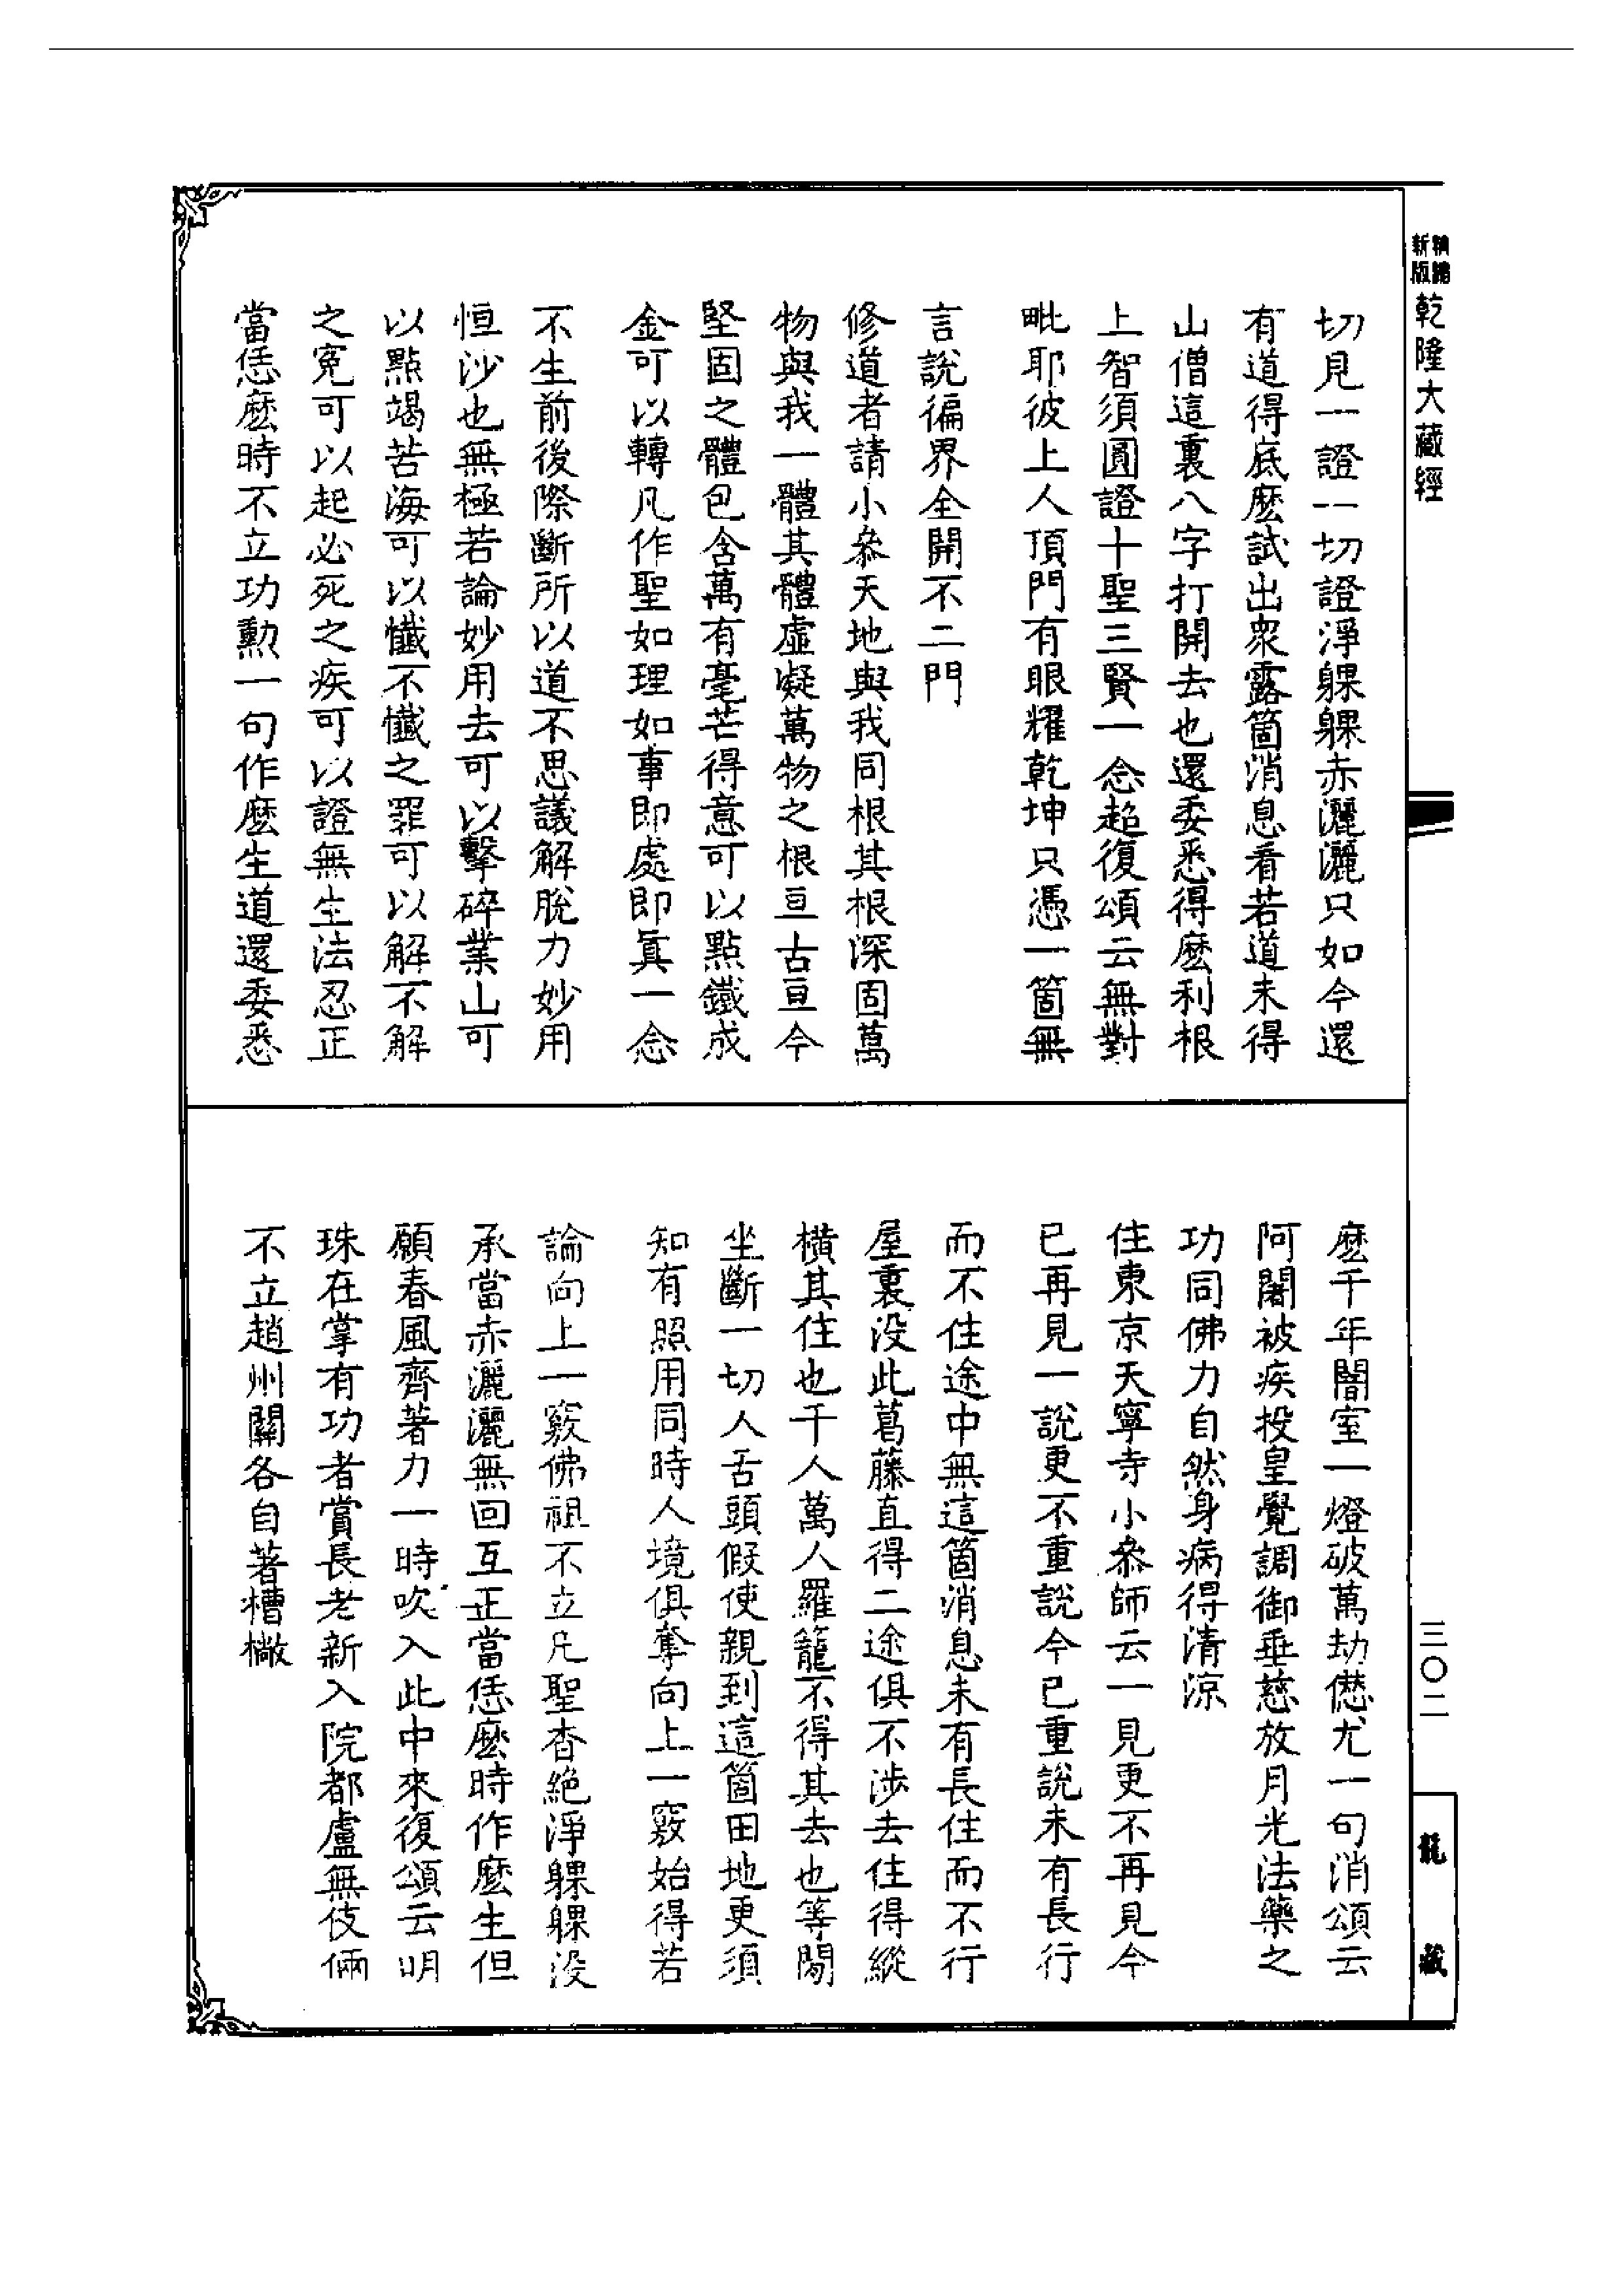 精繪
新版
乾隆大藏經
切見一證一切證淨躶躶赤灑灑只如今還
有道得底麽試出眾露箇消息看若道未得
山僧這裏八字打開去也還委悉得麽利根
上智須圓證十聖三賢一念超復頌云無對
毗耶彼上人頂門有眼耀乾坤只憑一箇無
言說徧界全開不二門
修道者請小叅天地與我同根其根深固萬
物與我一體其體虛凝萬物之根亘古亘今
堅固之體包含萬有毫芒得意可以點鐵成
金可以轉凡作聖如理如事即處即眞一念
不生前後際斷所以道不思議解脫力妙用
恒沙也無極若論妙用去可以擊碎業山可
以點竭苦海可以懺不懺之罪可以解不解
之冤可以起必死之疾可以證無生法忍正
當恁麽時不立功勳一句作麽生道還委悉
麽千年闇室一燈破萬劫愆尤一句消頌云
阿闍被疾投皇覺調御垂慈放月光法藥之
功同佛力自然身病得清涼
住東京天寧寺小叅師云一見更不再見今
已再見一說更不重說今已重說未有長行
而不住途中無這箇消息未有長住而不行
屋裏没此葛藤直得二途俱不涉去住得縱
橫其住也千人萬人羅籠不得其去也等閒
坐斷一切人舌頭假使親到這箇田地更須
知有照用同時人境俱奪向上一竅始得若
論向上一竅佛祖不立凡聖杳絕淨躶躶没
承當赤灑灑無回互正當恁麽時作麽生但
願春風齊著力一時吹入此中來復頌云明
珠在掌有功者賞長老新入院都盧無伎倆
不立趙州關各自著槽橛
三〇二
龍藏